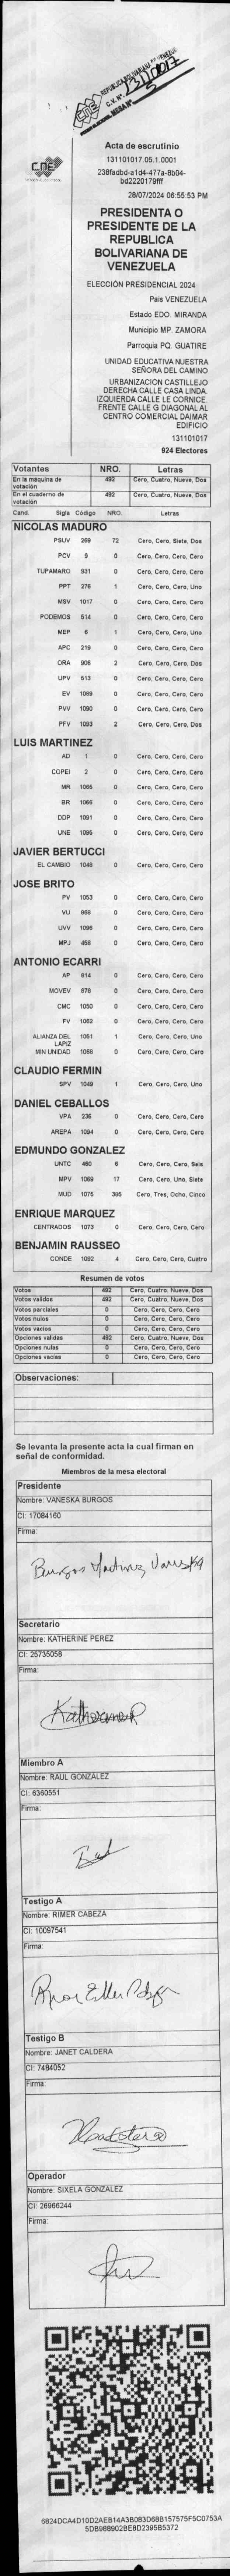 REPUBLICA BOLIVARIANA DE VENEZUELA
CNE
C.V. N°. 131101017
MESA N° 5
CNE
Acta de escrutinio
131101017.05.1.0001
238fadbd-a1d4-477a-8b04-
bd2220179fff
28/07/2024 06:55:53 PM
PRESIDENTA O
PRESIDENTE DE LA
REPUBLICA
BOLIVARIANA DE
VENEZUELA
ELECCIÓN PRESIDENCIAL 2024
País VENEZUELA
Estado EDO. MIRANDA
Municipio MP. ZAMORA
Parroquia PQ. GUATIRE
UNIDAD EDUCATIVA NUESTRA
SEÑORA DEL CAMINO
URBANIZACION CASTILLEJO
DERECHA CALLE CASA LINDA.
IZQUIERDA CALLE LE CORNICE.
FRENTE CALLE G DIAGONAL AL
CENTRO COMERCIAL DAIMAR
EDIFICIO
131101017
924 Electores
Votantes NRO. Letras
En la máquina de votación 492 Cero, Cuatro, Nueve, Dos
En el cuaderno de votación 492 Cero, Cuatro, Nueve, Dos
Cand. Sigla Código NRO. Letras
NICOLAS MADURO
PSUV 269 72 Cero, Cero, Siete, Dos
PCV 9 0 Cero, Cero, Cero, Cero
TUPAMARO 931 0 Cero, Cero, Cero, Cero
PPT 276 1 Cero, Cero, Cero, Uno
MSV 1017 0 Cero, Cero, Cero, Cero
PODEMOS 514 0 Cero, Cero, Cero, Cero
MEP 6 1 Cero, Cero, Cero, Uno
APC 219 0 Cero, Cero, Cero, Cero
ORA 906 2 Cero, Cero, Cero, Dos
UPV 613 0 Cero, Cero, Cero, Cero
EV 1089 0 Cero, Cero, Cero, Cero
PVV 1090 0 Cero, Cero, Cero, Cero
PFV 1093 2 Cero, Cero, Cero, Dos
LUIS MARTINEZ
AD 1 0 Cero, Cero, Cero, Cero
COPEI 2 0 Cero, Cero, Cero, Cero
MR 1065 0 Cero, Cero, Cero, Cero
BR 1066 0 Cero, Cero, Cero, Cero
DDP 1091 0 Cero, Cero, Cero, Cero
UNE 1095 0 Cero, Cero, Cero, Cero
JAVIER BERTUCCI
EL CAMBIO 1048 0 Cero, Cero, Cero, Cero
JOSE BRITO
PV 1053 0 Cero, Cero, Cero, Cero
VU 868 0 Cero, Cero, Cero, Cero
UVV 1096 0 Cero, Cero, Cero, Cero
MPJ 458 0 Cero, Cero, Cero, Cero
ANTONIO ECARRI
AP 814 0 Cero, Cero, Cero, Cero
MOVEV 878 0 Cero, Cero, Cero, Cero
CMC 1050 0 Cero, Cero, Cero, Cero
FV 1062 0 Cero, Cero, Cero, Cero
ALIANZA DEL LAPIZ 1051 1 Cero, Cero, Cero, Uno
MIN UNIDAD 1068 0 Cero, Cero, Cero, Cero
CLAUDIO FERMIN
SPV 1049 1 Cero, Cero, Cero, Uno
DANIEL CEBALLOS
VPA 236 0 Cero, Cero, Cero, Cero
AREPA 1094 0 Cero, Cero, Cero, Cero
EDMUNDO GONZALEZ
UNTC 460 6 Cero, Cero, Cero, Seis
MPV 1069 17 Cero, Cero, Uno, Siete
MUD 1075 385 Cero, Tres, Ocho, Cinco
ENRIQUE MARQUEZ
CENTRADOS 1073 0 Cero, Cero, Cero, Cero
BENJAMIN RAUSSEO
CONDE 1092 4 Cero, Cero, Cero, Cuatro
Resumen de votos
Votos 492 Cero, Cuatro, Nueve, Dos
Votos validos 492 Cero, Cuatro, Nueve, Dos
Votos parciales 0 Cero, Cero, Cero, Cero
Votos nulos 0 Cero, Cero, Cero, Cero
Votos vacios 0 Cero, Cero, Cero, Cero
Opciones validas 492 Cero, Cuatro, Nueve, Dos
Opciones nulas 0 Cero, Cero, Cero, Cero
Opciones vacias 0 Cero, Cero, Cero, Cero
Observaciones:
Se levanta la presente acta la cual firman en
señal de conformidad.
Miembros de la mesa electoral
Presidente
Nombre: VANESKA BURGOS
CI: 17084160
Firma:
Burgos Martinez Vaneska
Secretario
Nombre: KATHERINE PEREZ
CI: 25735058
Firma:
Miembro A
Nombre: RAUL GONZALEZ
CI: 6360551
Firma:
Testigo A
Nombre: RIMER CABEZA
CI: 10097541
Firma:
Testigo B
Nombre: JANET CALDERA
CI: 7484052
Firma:
Operador
Nombre: SIXELA GONZALEZ
CI: 26966244
Firma:
6824DCA4D10D2AEB14A3B083D68B157575F5C0753A
5DB988902BE8D2395B5372